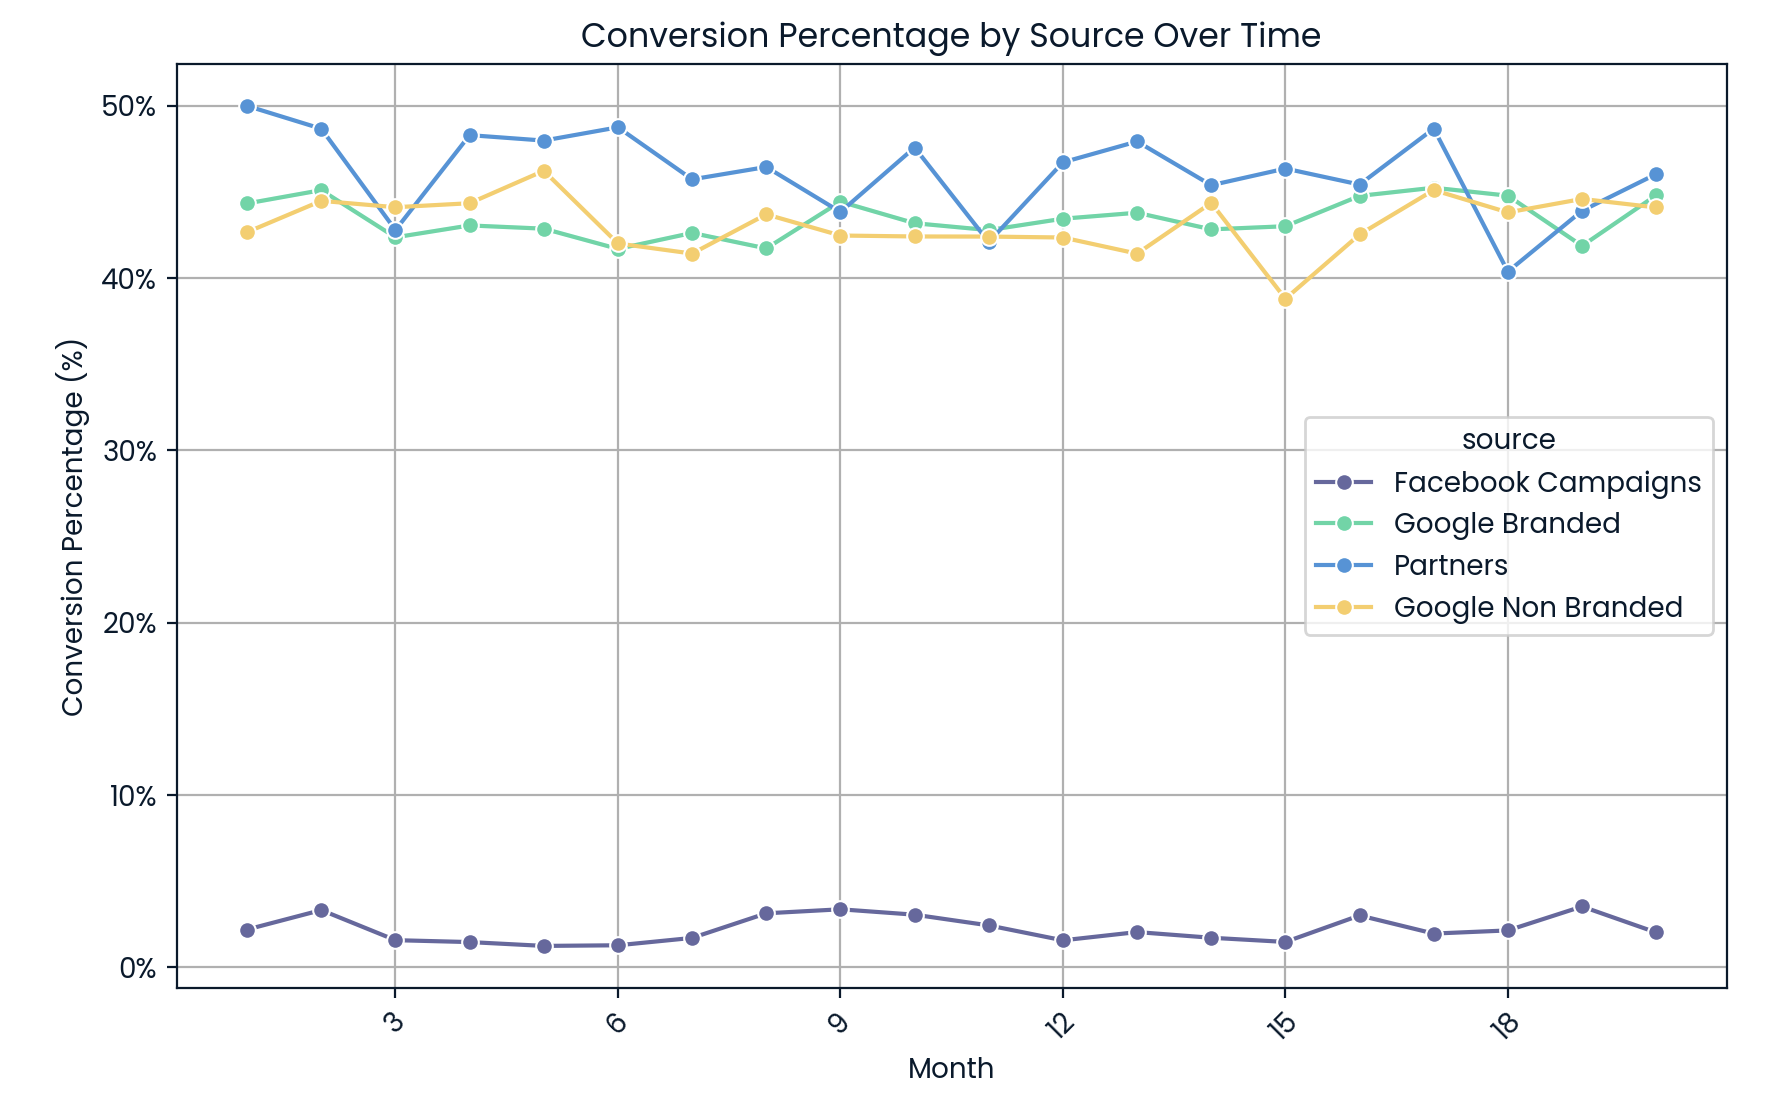 Conversion Percentage by Source Over Time
Conversion Percentage (%)
50%
40%
30%
20%
10%
0%
source
Facebook Campaigns
Google Branded
Partners
Google Non Branded
3
6
9
12
15
18
Month